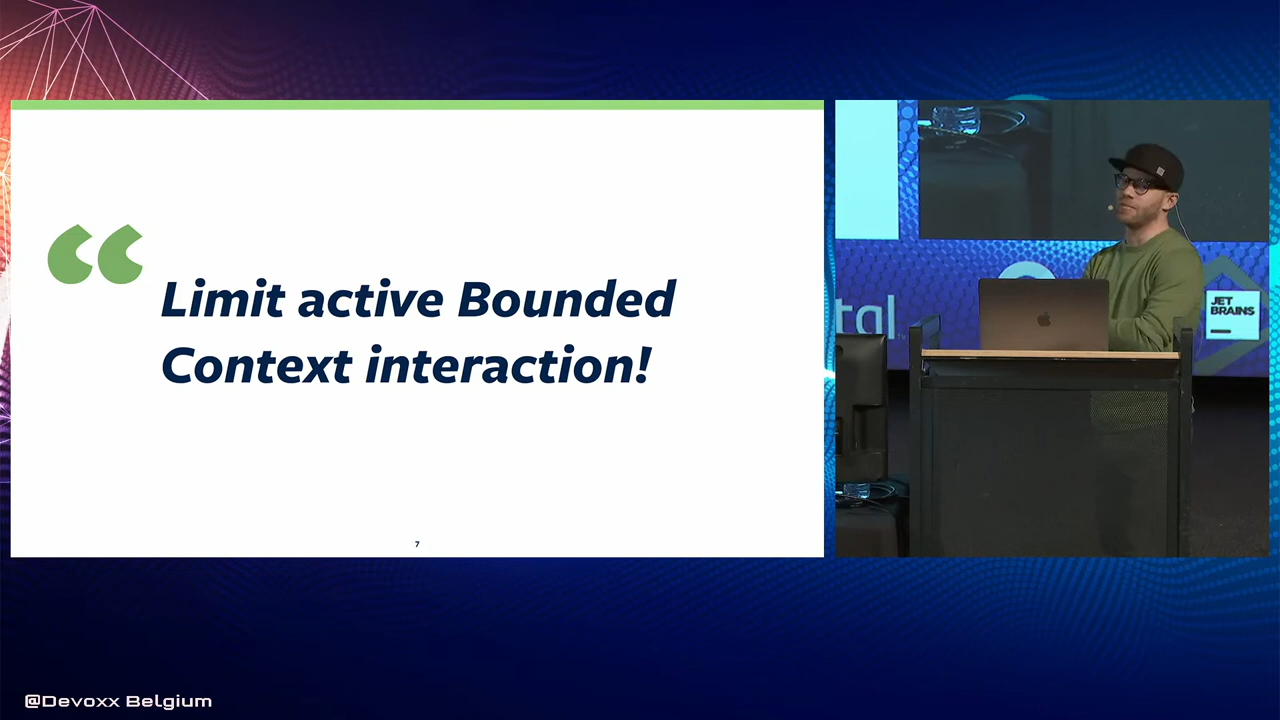 “
Limit active Bounded
Context interaction!
7
tal
JET
BRAINS
@Devoxx Belgium